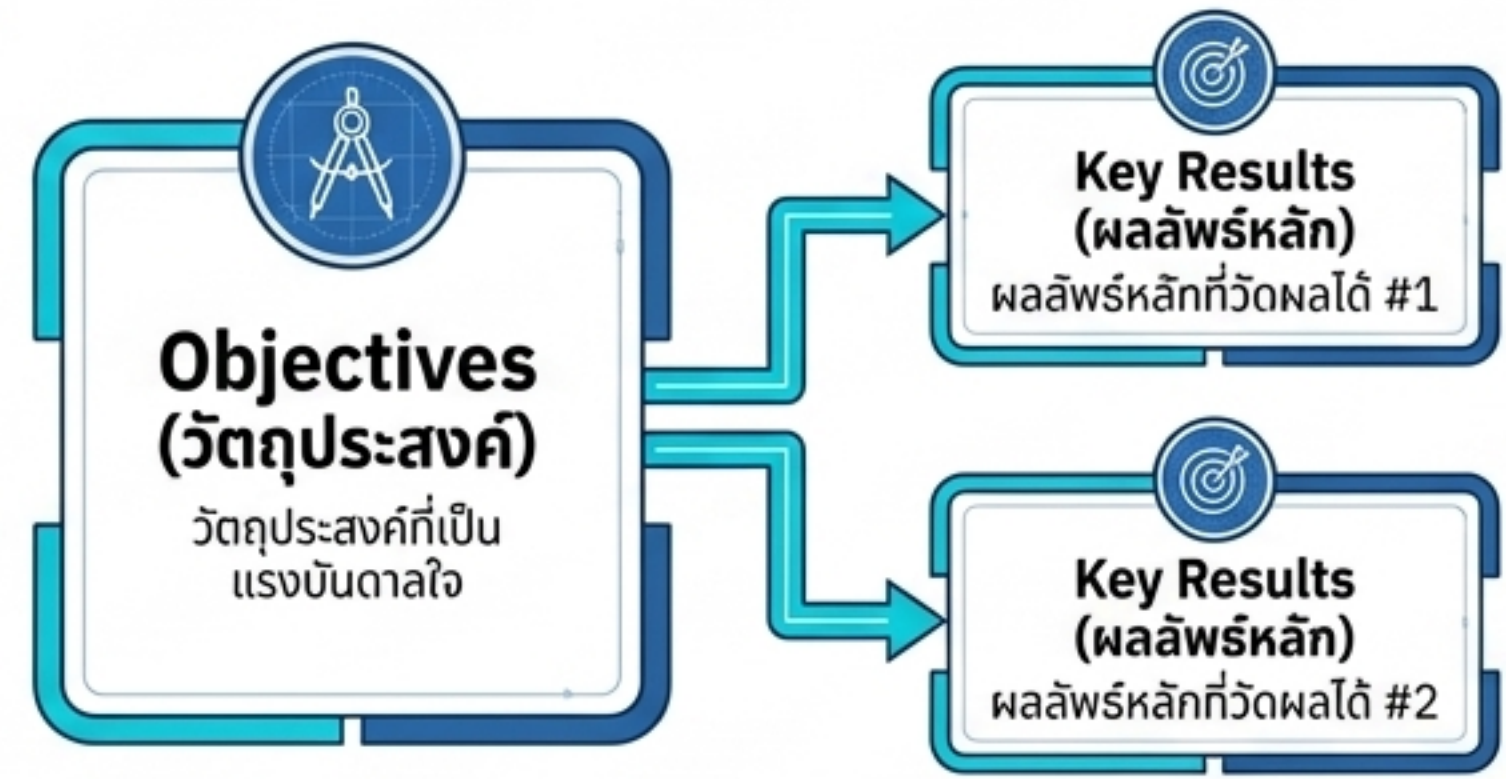 Objectives
(วัตถุประสงค์)
วัตถุประสงค์ที่เป็น
แรงบันดาลใจ
Key Results
(ผลลัพธ์หลัก)
ผลลัพธ์หลักที่วัดผลได้ #1
Key Results
(ผลลัพธ์หลัก)
ผลลัพธ์หลักที่วัดผลได้ #2